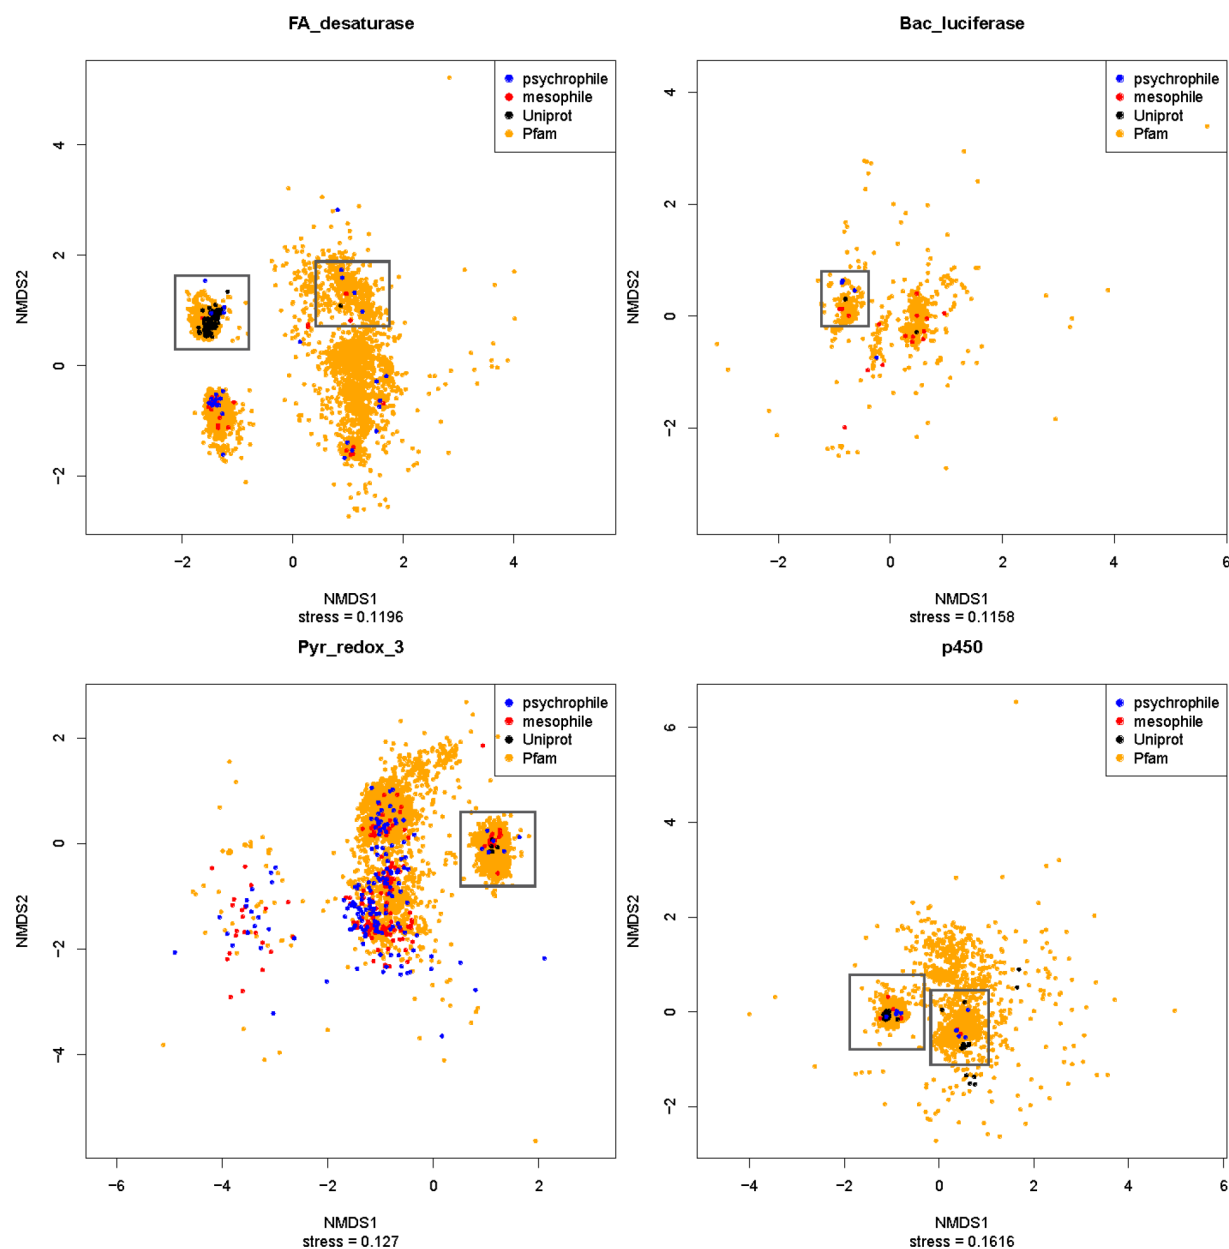 FA_desaturase
psychrophile
mesophile
Uniprot
Pfam
NMDS2
4
2
0
−2
−2
0
2
4
NMDS1
stress = 0.1196
Bac_luciferase
psychrophile
mesophile
Uniprot
Pfam
NMDS2
4
2
0
−2
−2
0
2
4
6
NMDS1
stress = 0.1158
Pyr_redox_3
psychrophile
mesophile
Uniprot
Pfam
NMDS2
2
0
−2
−4
−6
−4
−2
0
2
NMDS1
stress = 0.127
p450
psychrophile
mesophile
Uniprot
Pfam
NMDS2
6
4
2
0
−2
−4
−2
0
2
4
6
NMDS1
stress = 0.1616